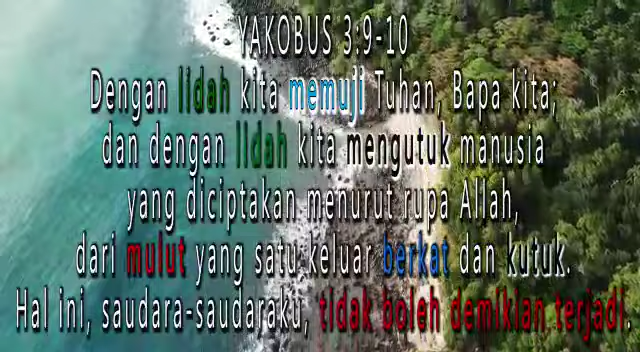 YAKOBUS 3:9-10
Dengan lidah kita memuji Tuhan, Bapa kita;
dan dengan lidah kita mengutuk manusia
yang diciptakan menurut rupa Allah,
dari mulut yang satu keluar berkat dan kutuk.
Hal ini, saudara-saudaraku, tidak boleh demikian terjadi.